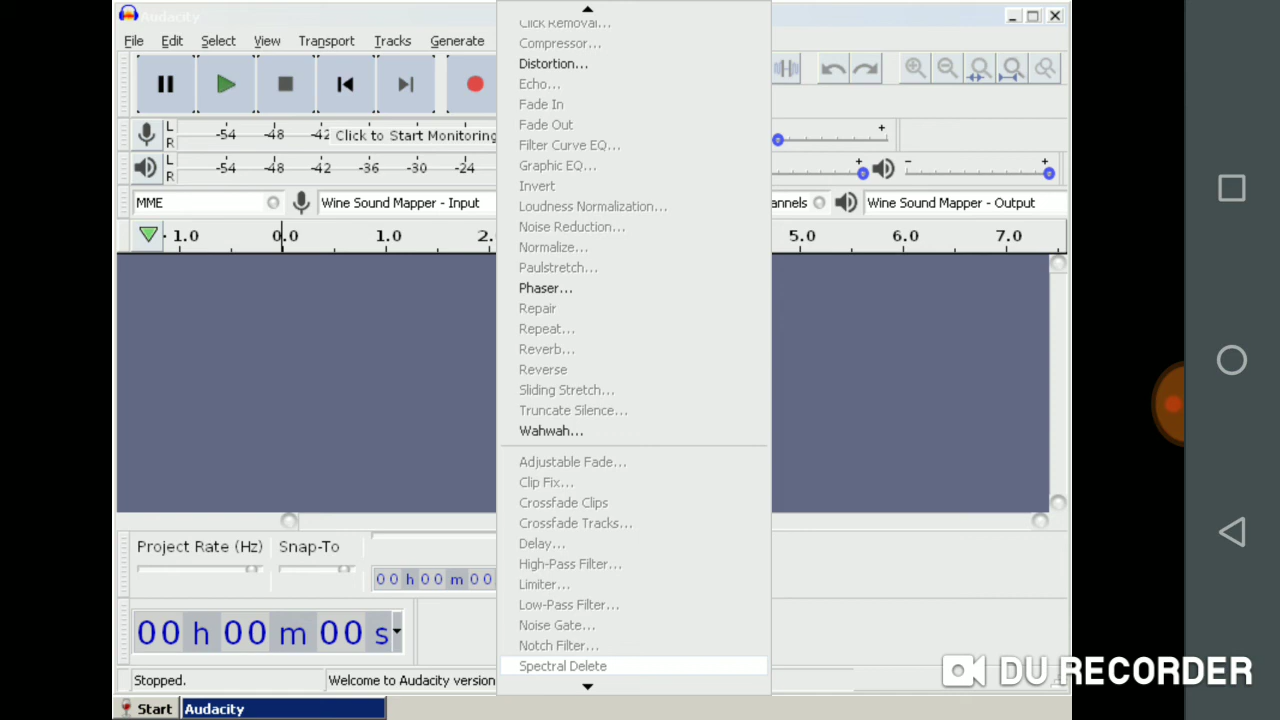 Audacity
File Edit Select View Transport Tracks Generate
L
R
-54 -48 -42 Click to Start Monitoring
L
R
-54 -48 -42 -36 -30 -24
MME
Wine Sound Mapper - Input
annels
Wine Sound Mapper - Output
1.0 0.0 1.0 2. 5.0 6.0 7.0
Click Removal...
Compressor...
Distortion...
Echo...
Fade In
Fade Out
Filter Curve EQ...
Graphic EQ...
Invert
Loudness Normalization...
Noise Reduction...
Normalize...
Paulstretch...
Phaser...
Repair
Repeat...
Reverb...
Reverse
Sliding Stretch...
Truncate Silence...
Wahwah...
Adjustable Fade...
Clip Fix...
Crossfade Clips
Crossfade Tracks...
Delay...
High-Pass Filter...
Limiter...
Low-Pass Filter...
Noise Gate...
Notch Filter...
Spectral Delete
Project Rate (Hz) Snap-To
00 h 00 m 00
00 h 00 m 00 s
Stopped.
Welcome to Audacity version
DU RECORDER
Start
Audacity